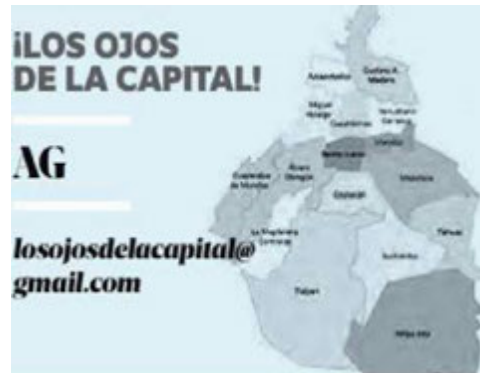 ¡LOS OJOS
DE LA CAPITAL!
AG
losojosdelacapital@
gmail.com
Azcapotzalco
Gustavo A.
Madero
Miguel
Hidalgo
Cuauhtémoc
Venustiano
Carranza
Benito Juárez
Iztacalco
Cuajimalpa
de Morelos
Álvaro
Obregón
Iztapalapa
Coyoacán
La Magdalena
Contreras
Tláhuac
Xochimilco
Tlalpan
Milpa Alta